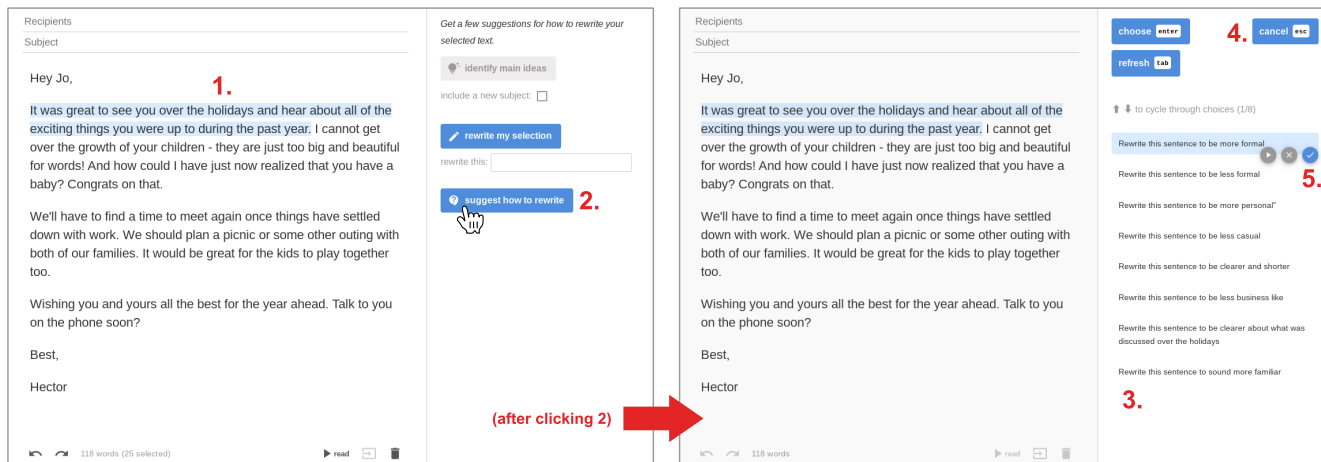 Recipients
Subject
Hey Jo,
1.
It was great to see you over the holidays and hear about all of the
exciting things you were up to during the past year. I cannot get
over the growth of your children - they are just too big and beautiful
for words! And how could I have just now realized that you have a
baby? Congrats on that.
We'll have to find a time to meet again once things have settled
down with work. We should plan a picnic or some other outing with
both of our families. It would be great for the kids to play together
too.
Wishing you and yours all the best for the year ahead. Talk to you
on the phone soon?
Best,
Hector
118 words (25 selected)
read
Get a few suggestions for how to rewrite your
selected text.
identify main ideas
include a new subject:
rewrite my selection
rewrite this:
suggest how to rewrite
2.
(after clicking 2)
Recipients
Subject
Hey Jo,
It was great to see you over the holidays and hear about all of the
exciting things you were up to during the past year. I cannot get
over the growth of your children - they are just too big and beautiful
for words! And how could I have just now realized that you have a
baby? Congrats on that.
We'll have to find a time to meet again once things have settled
down with work. We should plan a picnic or some other outing with
both of our families. It would be great for the kids to play together
too.
Wishing you and yours all the best for the year ahead. Talk to you
on the phone soon?
Best,
Hector
118 words
read
choose enter
4.
cancel esc
refresh tab
to cycle through choices (1/8)
Rewrite this sentence to be more formal
Rewrite this sentence to be less formal
5.
Rewrite this sentence to be more personal"
Rewrite this sentence to be less casual
Rewrite this sentence to be clearer and shorter
Rewrite this sentence to be less business like
Rewrite this sentence to be clearer about what was
discussed over the holidays
Rewrite this sentence to sound more familiar
3.